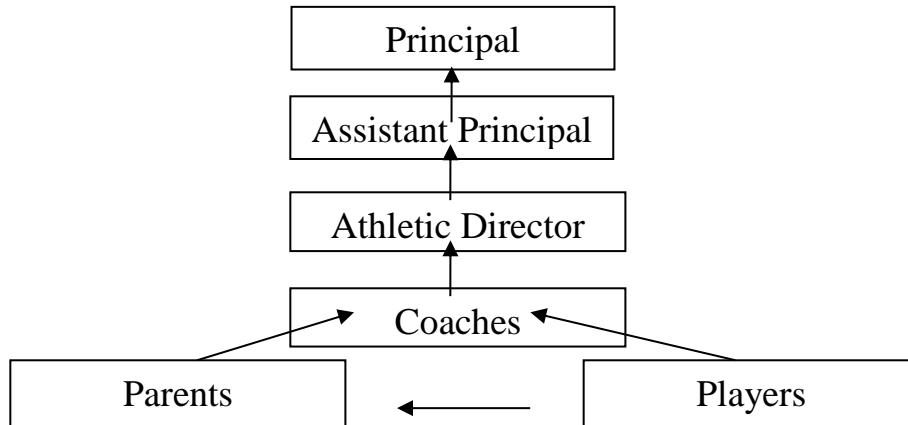 Principal
Assistant Principal
Athletic Director
Coaches
Parents
Players